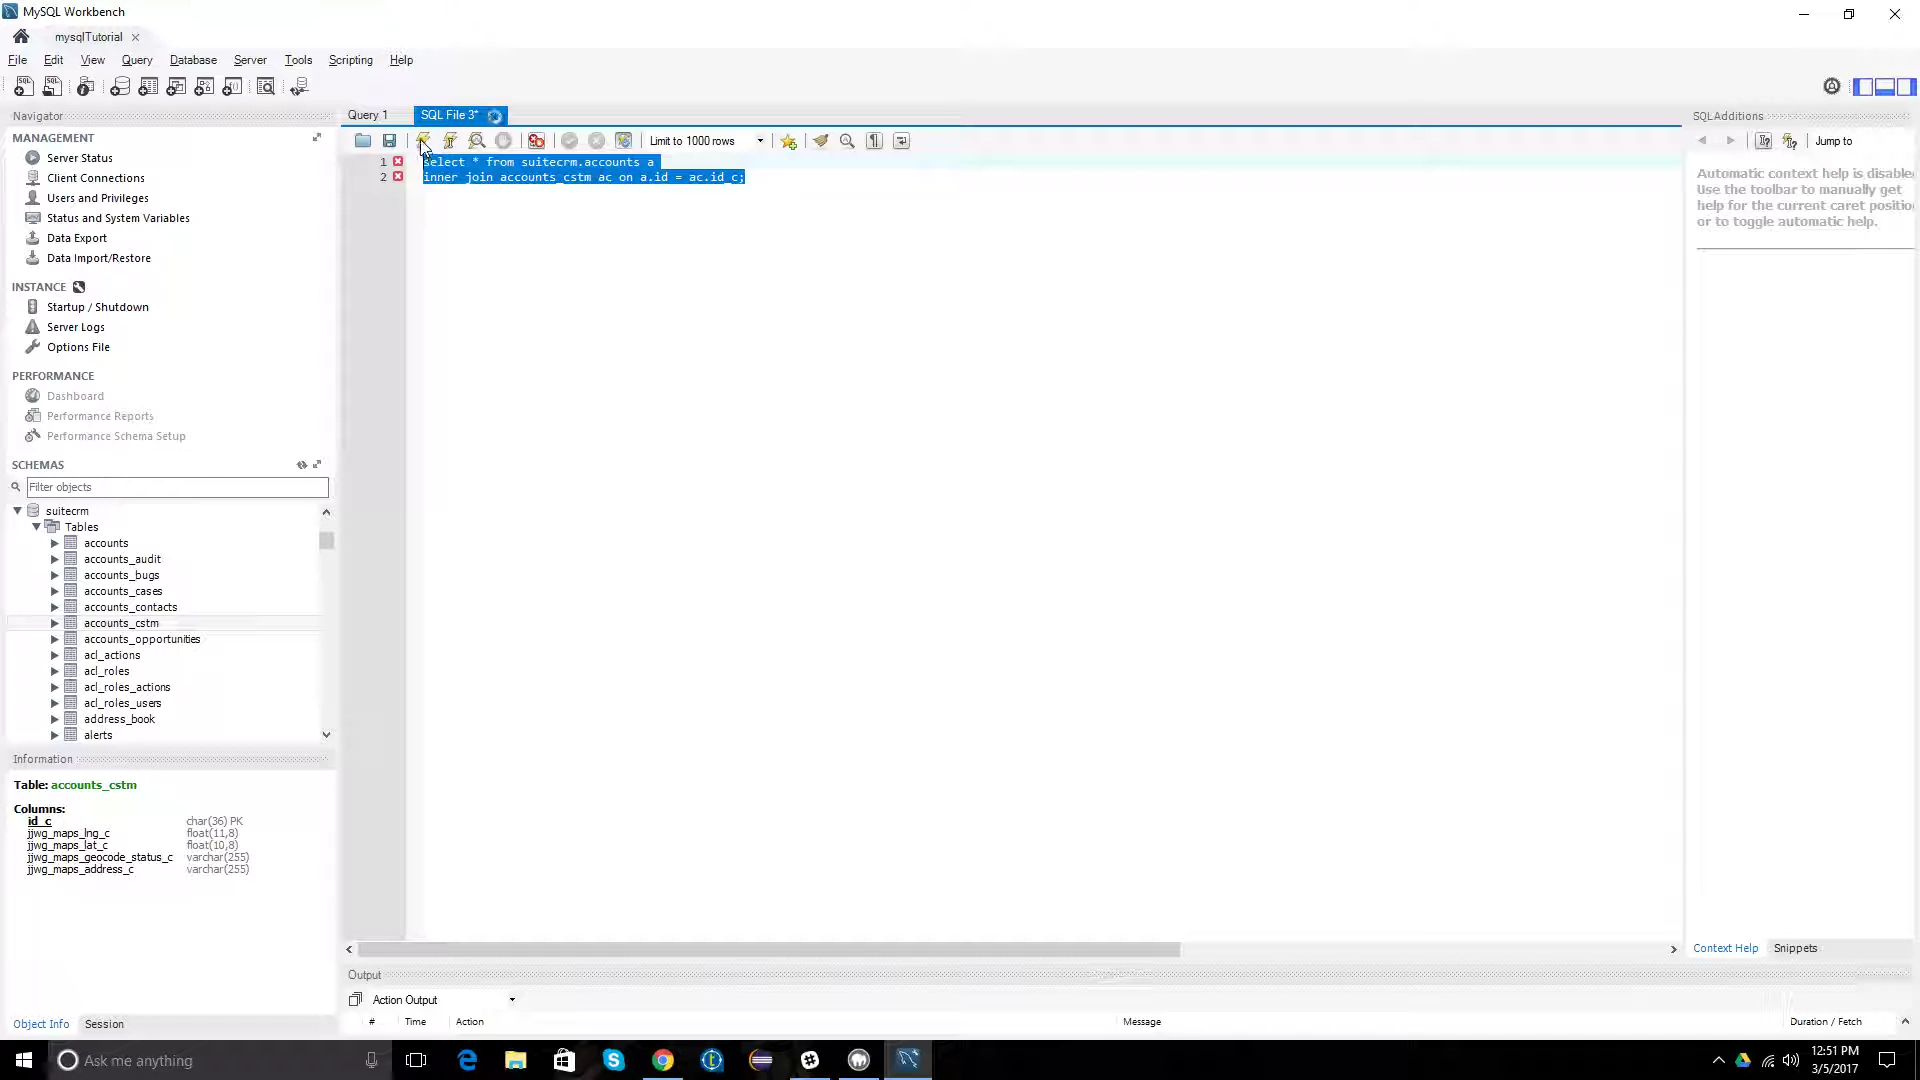 MySQL Workbench
mysqlTutorial
File Edit View Query Database Server Tools Scripting Help
Navigator
MANAGEMENT
Server Status
Client Connections
Users and Privileges
Status and System Variables
Data Export
Data Import/Restore
INSTANCE
Startup / Shutdown
Server Logs
Options File
PERFORMANCE
Dashboard
Performance Reports
Performance Schema Setup
SCHEMAS
Filter objects
suitecrm
Tables
accounts
accounts_audit
accounts_bugs
accounts_cases
accounts_contacts
accounts_cstm
accounts_opportunities
acl_actions
acl_roles
acl_roles_actions
acl_roles_users
address_book
alerts
Information
Table: accounts_cstm
Columns:
id_c char(36) PK
jjwg_maps_lng_c float(11,8)
jjwg_maps_lat_c float(10,8)
jjwg_maps_geocode_status_c varchar(255)
jjwg_maps_address_c varchar(255)
Object Info Session
Query 1 SQL File 3*
Limit to 1000 rows
1 select * from suitecrm.accounts a
2 inner join accounts_cstm ac on a.id = ac.id_c;
Output
Action Output
# Time Action Message Duration / Fetch
SQLAdditions
Jump to
Automatic context help is disable
Use the toolbar to manually get
help for the current caret positio
or to toggle automatic help.
Context Help Snippets
Ask me anything
12:51 PM
3/5/2017